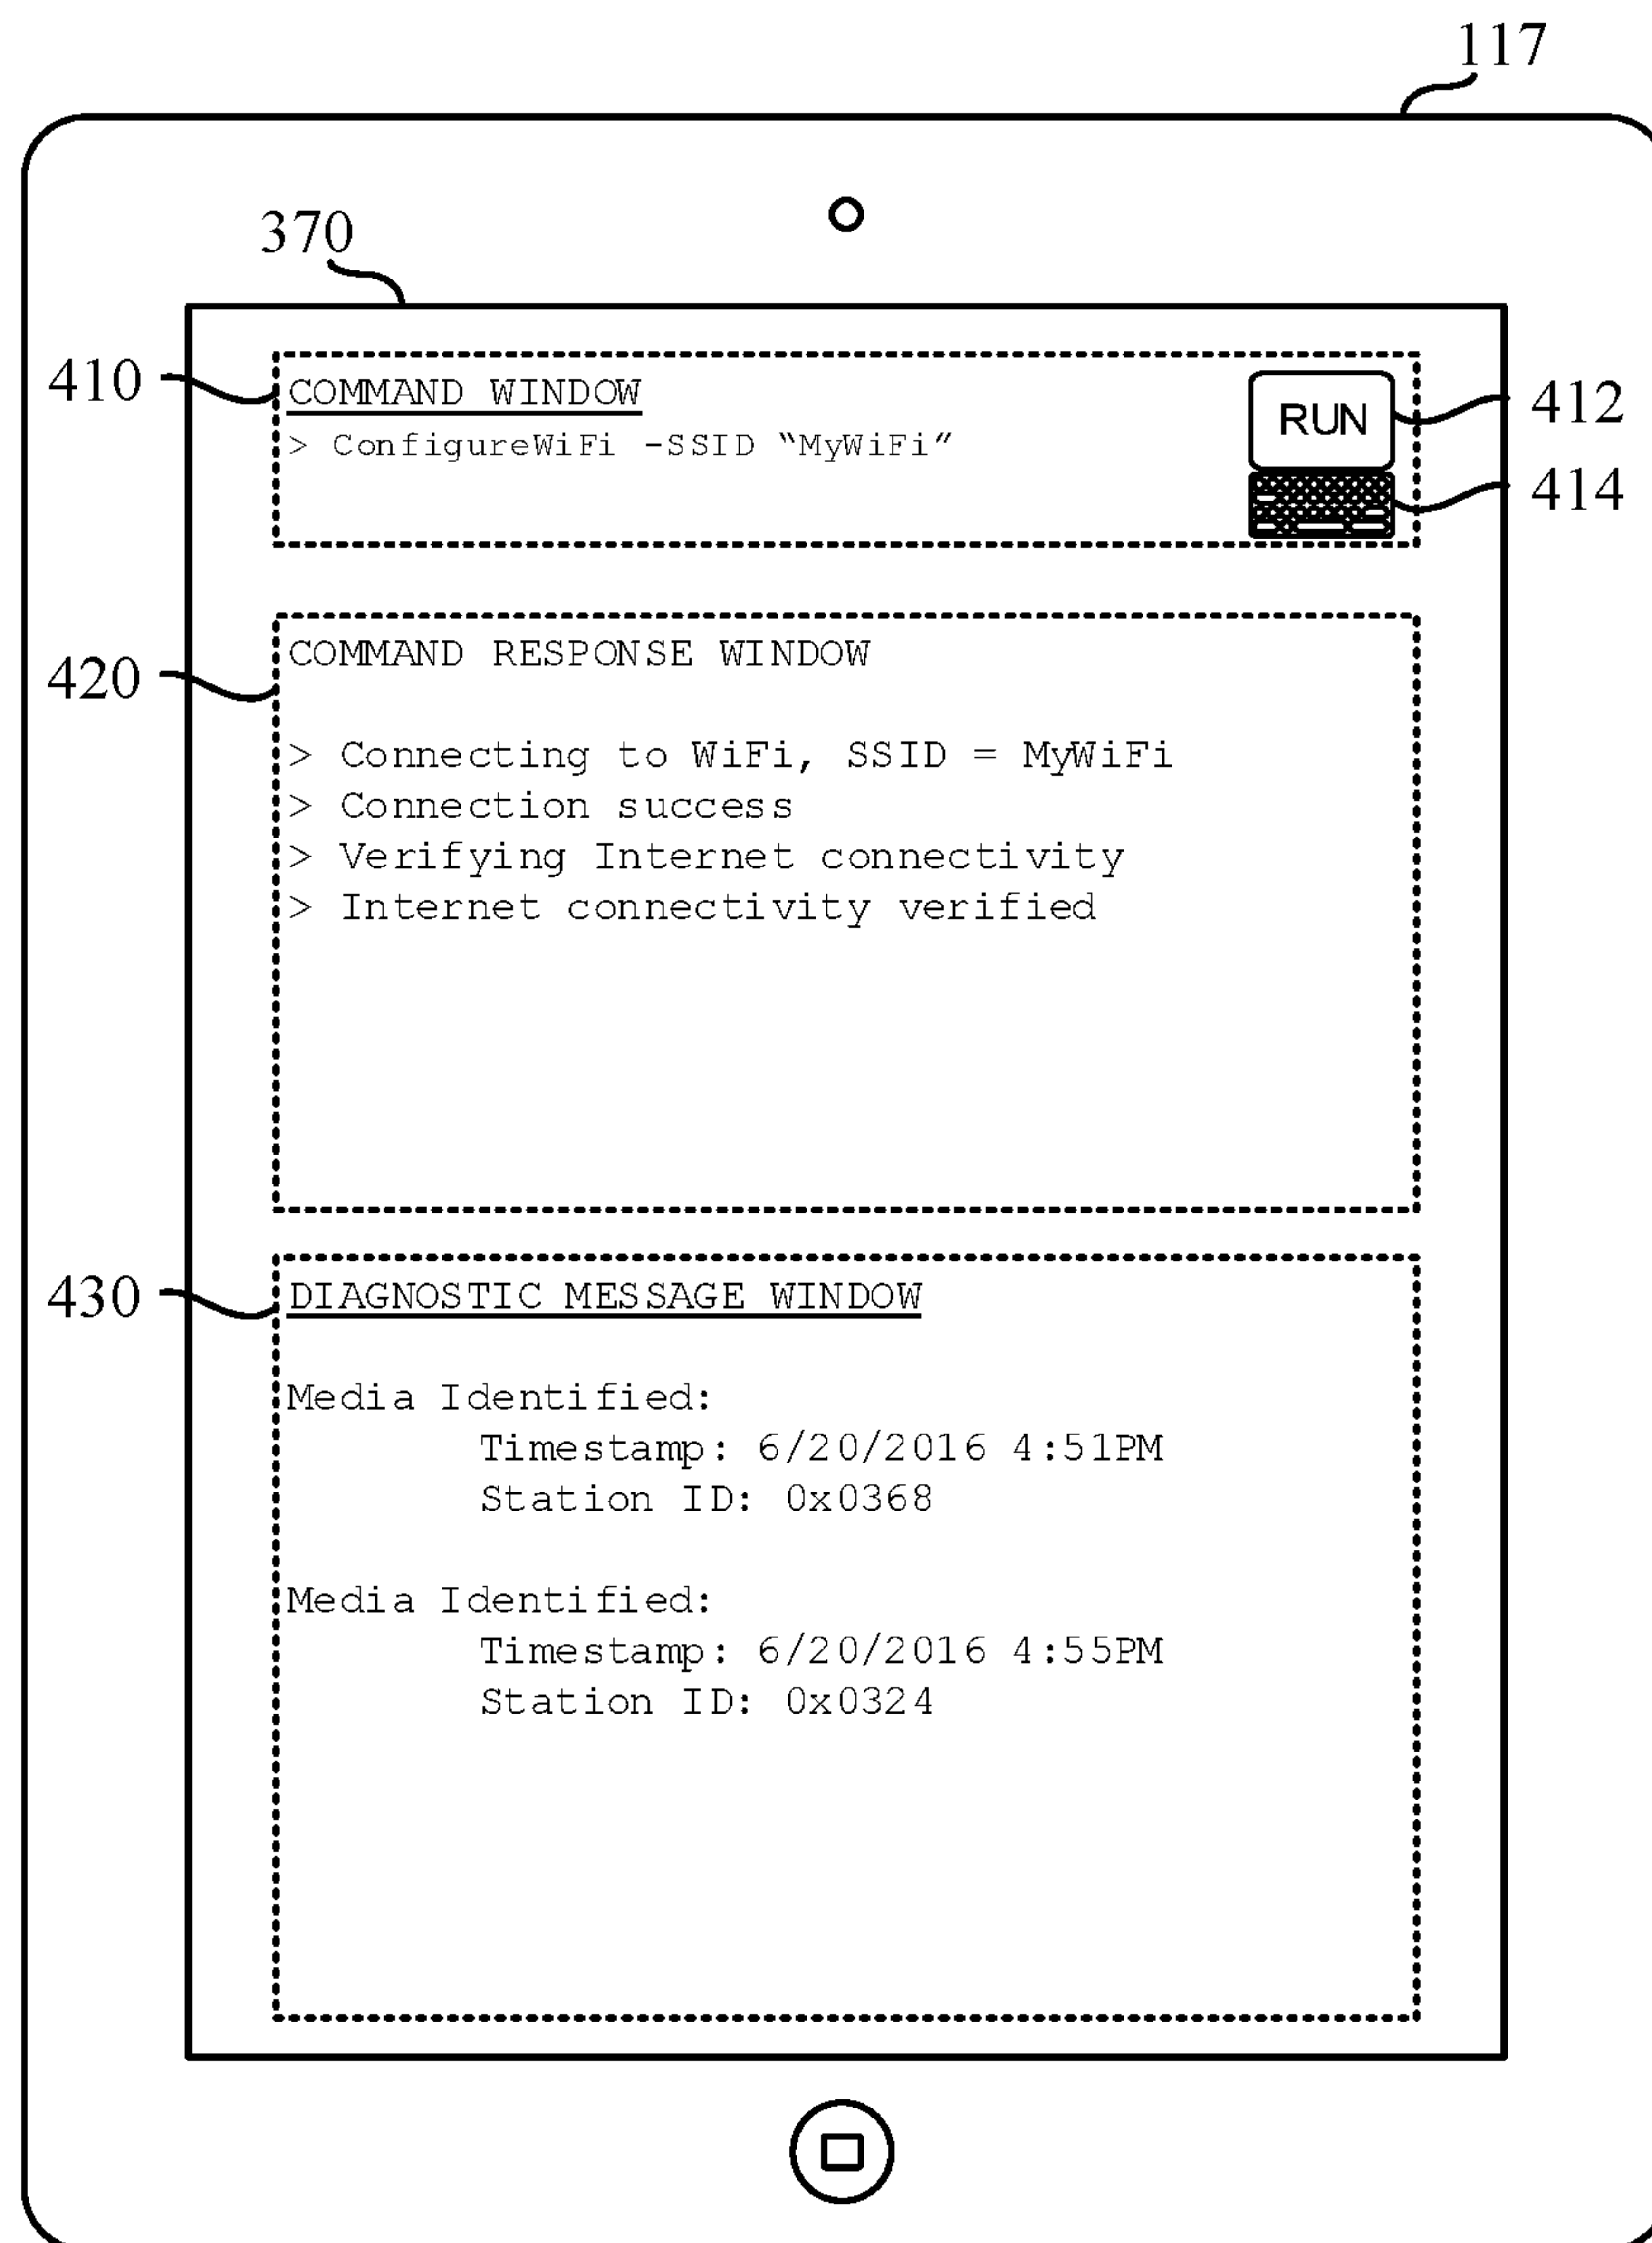 117
370
410
COMMAND WINDOW
> ConfigureWiFi -SSID “MyWiFi”
RUN
412
414
420
COMMAND RESPONSE WINDOW
> Connecting to WiFi, SSID = MyWiFi
> Connection success
> Verifying Internet connectivity
> Internet connectivity verified
430
DIAGNOSTIC MESSAGE WINDOW
Media Identified:
Timestamp: 6/20/2016 4:51PM
Station ID: 0x0368
Media Identified:
Timestamp: 6/20/2016 4:55PM
Station ID: 0x0324